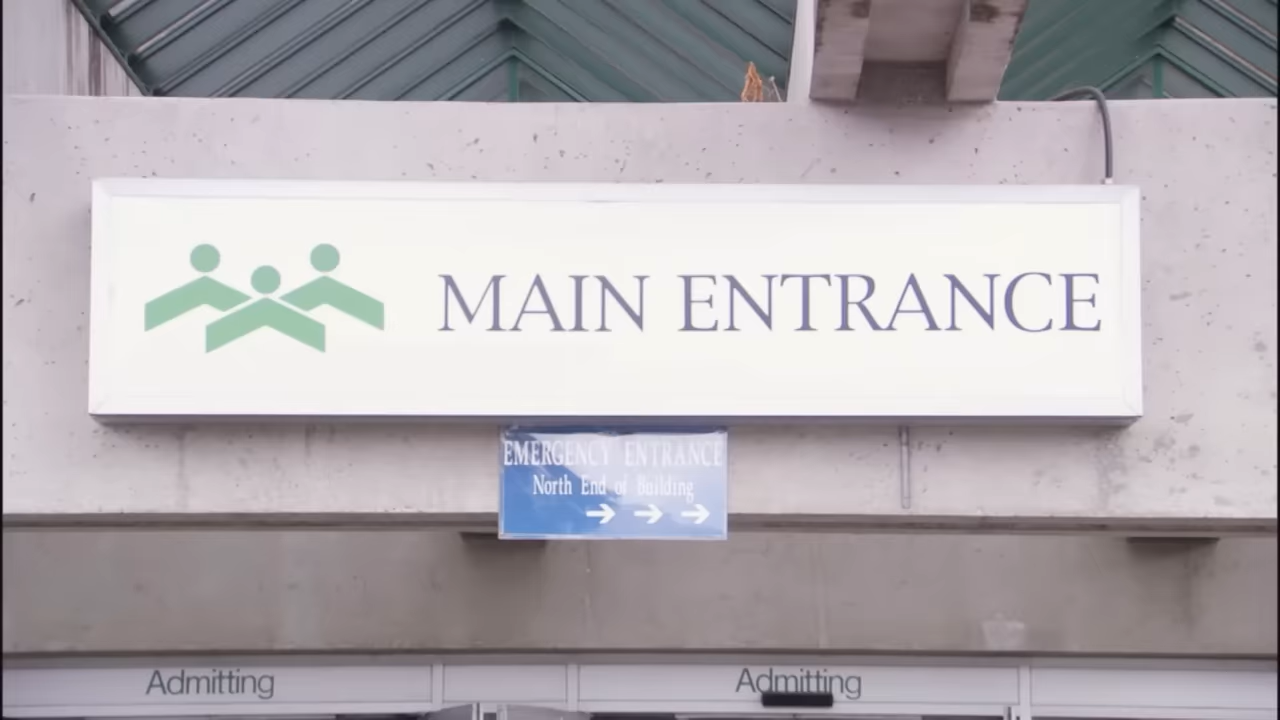 MAIN ENTRANCE
EMERGENCY ENTRANCE
North End of Building
→ → →
Admitting
Admitting